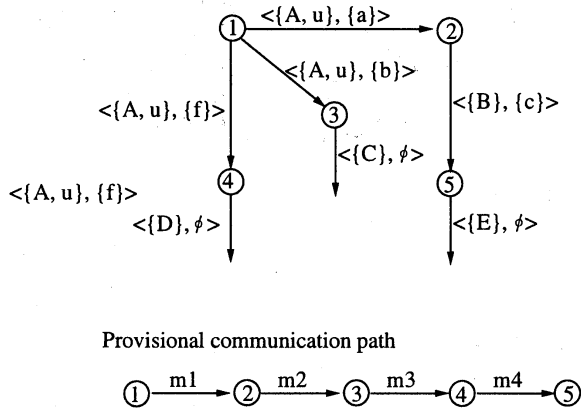 <{A, u}, {a}>
1
2
<{A, u}, {b}>
<{A, u}, {f}>
3
<{B}, {c}>
<{C}, ϕ>
4
5
<{A, u}, {f}>
<{D}, ϕ>
<{E}, ϕ>
Provisional communication path
1 m1 2 m2 3 m3 4 m4 5